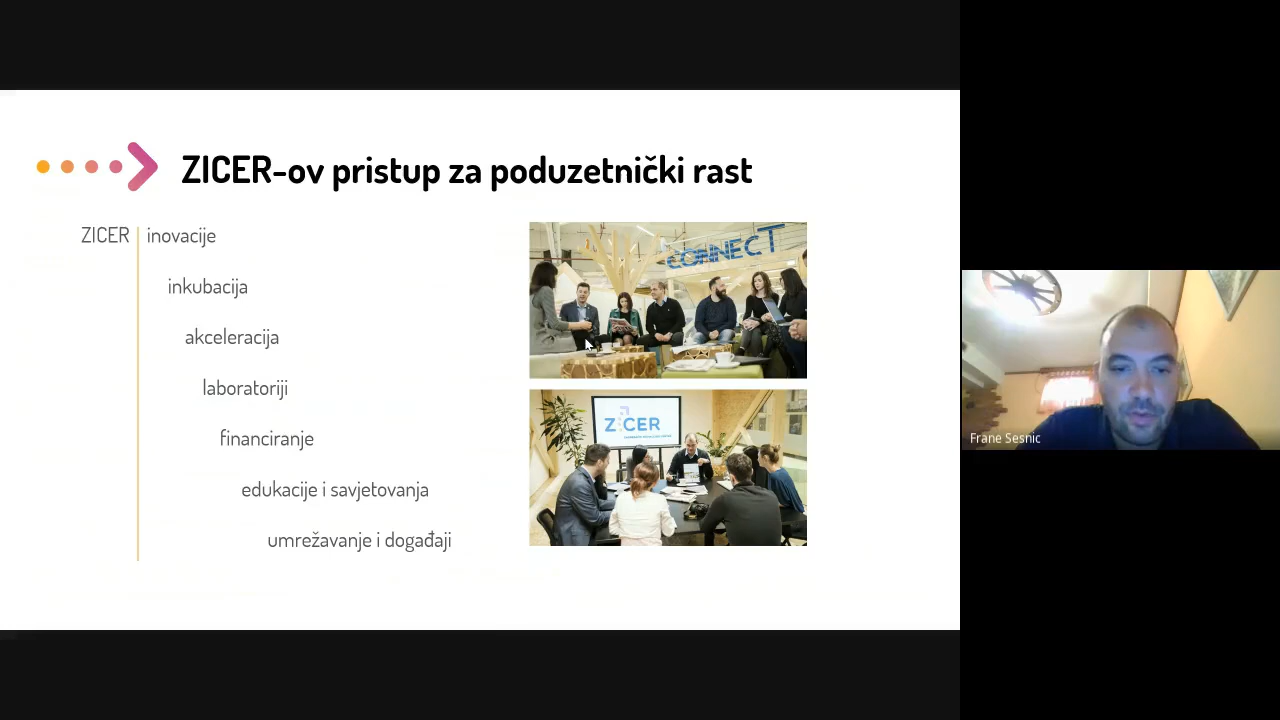 ZICER-ov pristup za poduzetnički rast
ZICER inovacije
inkubacija
akceleracija
laboratoriji
financiranje
edukacije i savjetovanja
umrežavanje i događaji
CONNECT
ZICER
Frane Sesnic